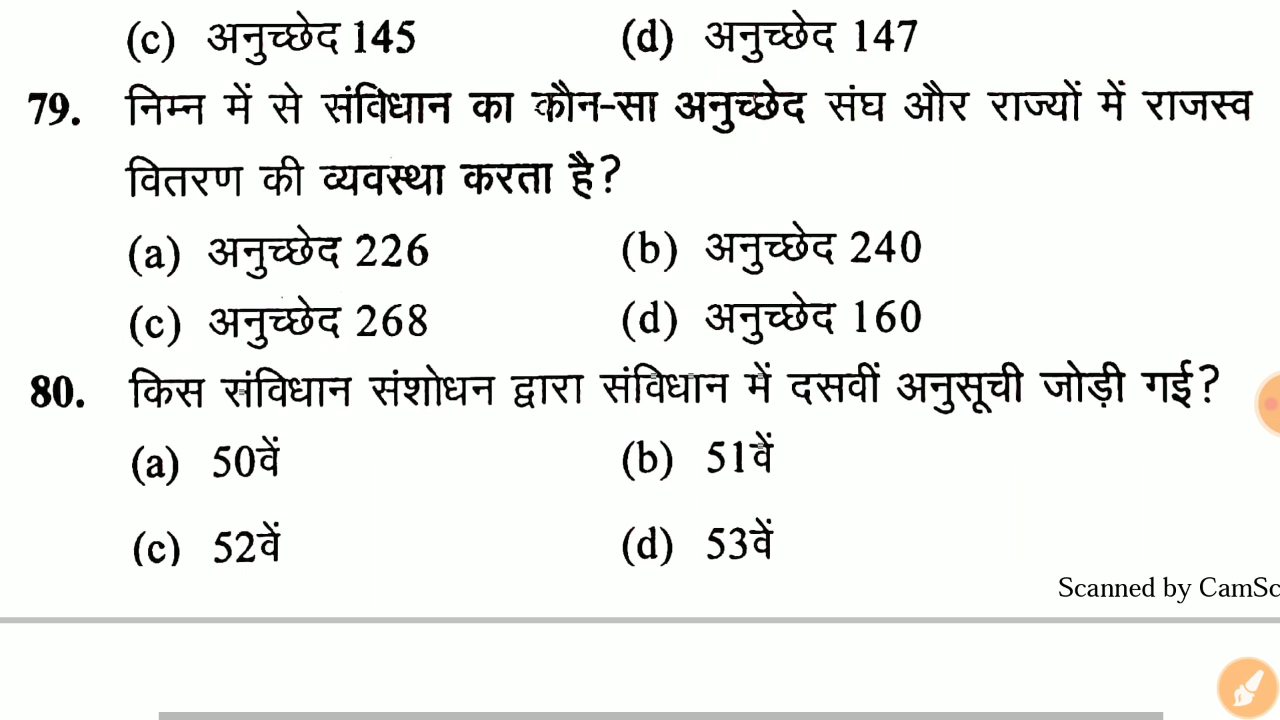 (c) अनुच्छेद 145 (d) अनुच्छेद 147
79. निम्न में से संविधान का कौन-सा अनुच्छेद संघ और राज्यों में राजस्व
वितरण की व्यवस्था करता है?
(a) अनुच्छेद 226 (b) अनुच्छेद 240
(c) अनुच्छेद 268 (d) अनुच्छेद 160
80. किस संविधान संशोधन द्वारा संविधान में दसवीं अनुसूची जोड़ी गई?
(a) 50वें (b) 51वें
(c) 52वें (d) 53वें
Scanned by CamSc